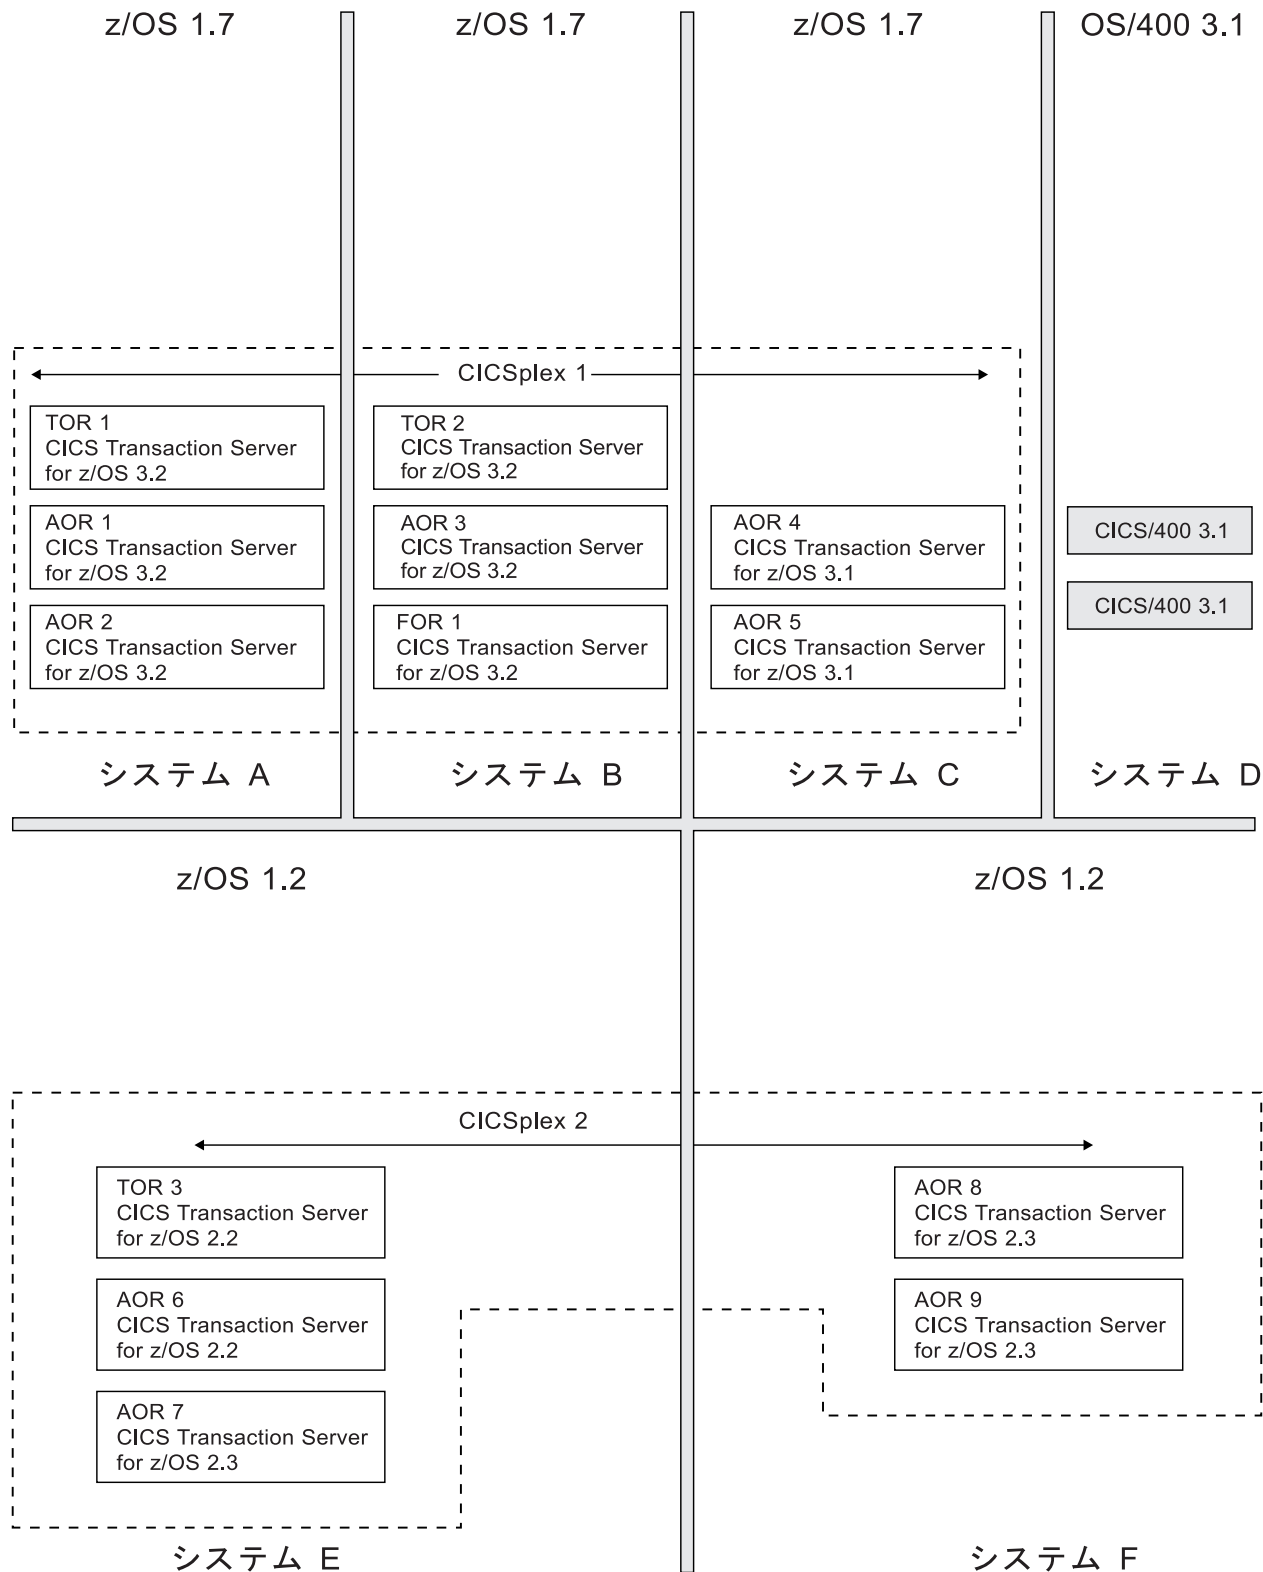 z/OS 1.7
z/OS 1.7
z/OS 1.7
OS/400 3.1
CICSplex 1
TOR 1
CICS Transaction Server
for z/OS 3.2
TOR 2
CICS Transaction Server
for z/OS 3.2
AOR 1
CICS Transaction Server
for z/OS 3.2
AOR 3
CICS Transaction Server
for z/OS 3.2
AOR 4
CICS Transaction Server
for z/OS 3.1
CICS/400 3.1
AOR 2
CICS Transaction Server
for z/OS 3.2
FOR 1
CICS Transaction Server
for z/OS 3.2
AOR 5
CICS Transaction Server
for z/OS 3.1
CICS/400 3.1
システム A
システム B
システム C
システム D
z/OS 1.2
z/OS 1.2
CICSplex 2
TOR 3
CICS Transaction Server
for z/OS 2.2
AOR 8
CICS Transaction Server
for z/OS 2.3
AOR 6
CICS Transaction Server
for z/OS 2.2
AOR 9
CICS Transaction Server
for z/OS 2.3
AOR 7
CICS Transaction Server
for z/OS 2.3
システム E
システム F